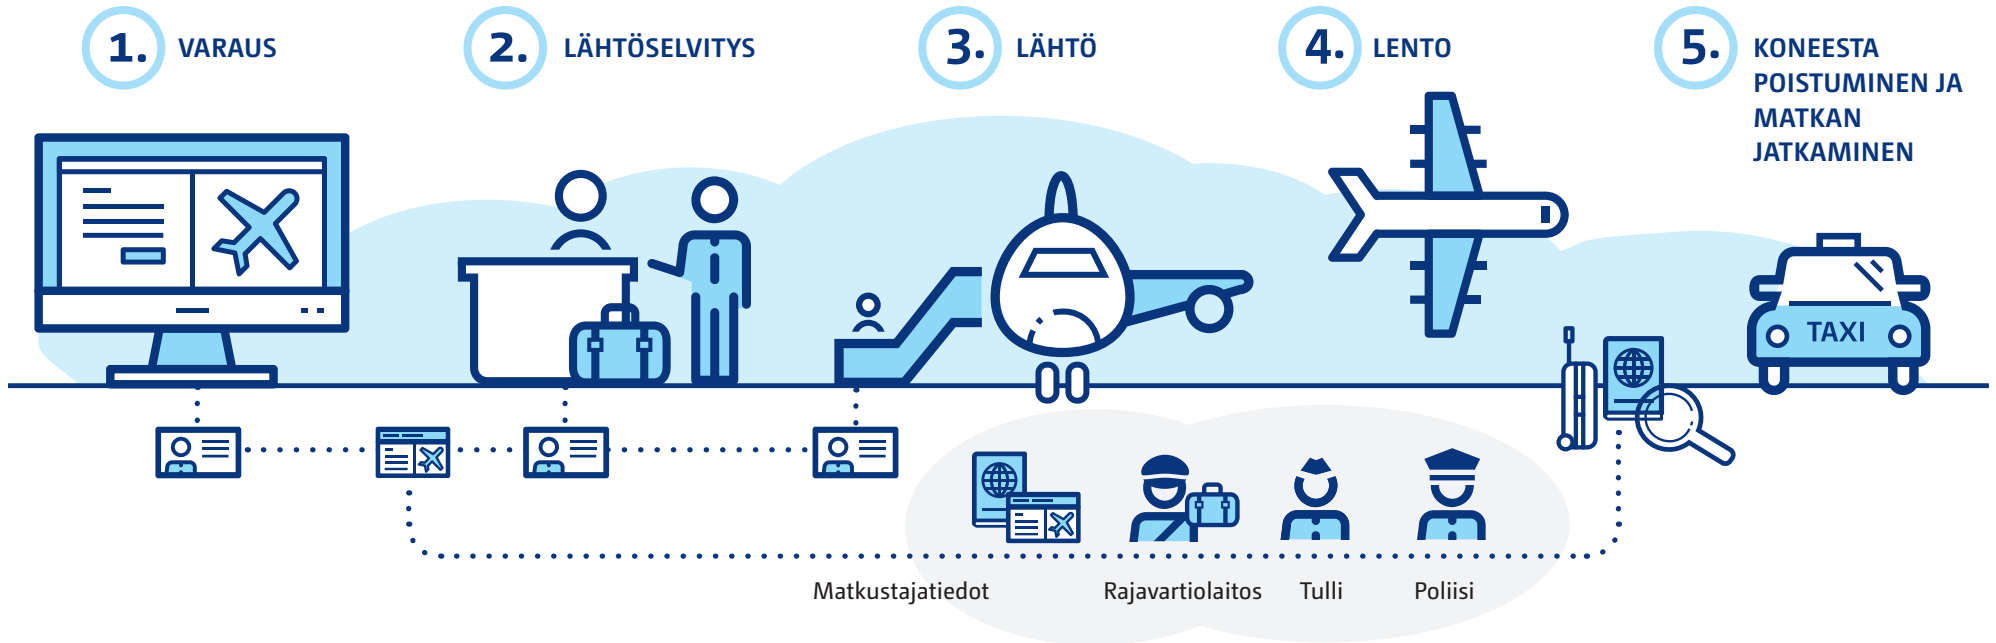 1. VARAUS
2. LÄHTÖSELVITYS
3. LÄHTÖ
4. LENTO
5. KONEESTA
POISTUMINEN JA
MATKAN
JATKAMINEN
TAXI
Matkustajatiedot
Rajavartiolaitos
Tulli
Poliisi